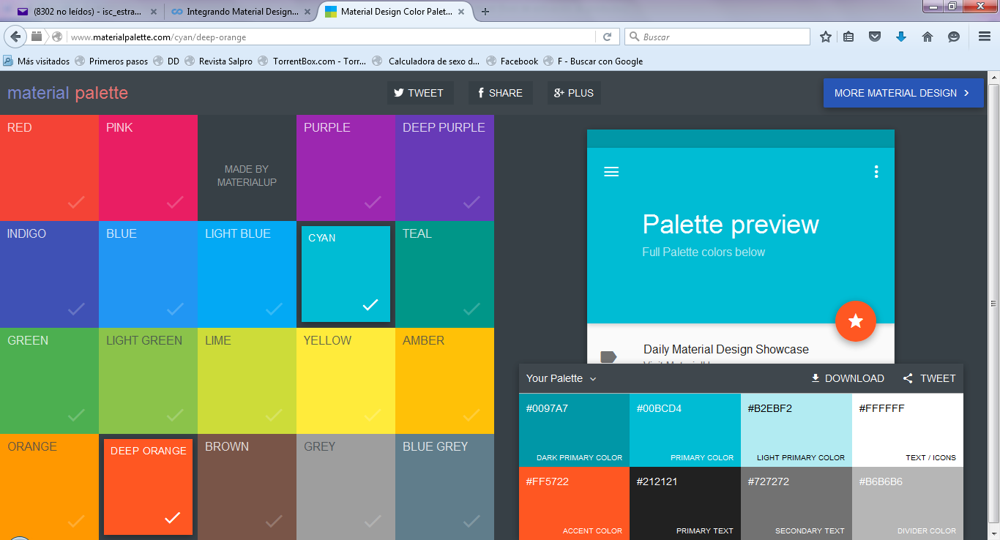 (8302 no leídos) - isc_estra...
Integrando Material Design...
Material Design Color Palet...
www.materialpalette.com/cyan/deep-orange
Buscar
Más visitados
Primeros pasos
DD
Revista Salpro
TorrentBox.com - Torr...
Calculadora de sexo d...
Facebook
F - Buscar con Google
material palette
TWEET
SHARE
PLUS
MORE MATERIAL DESIGN
RED
PINK
MADE BY
MATERIALUP
PURPLE
DEEP PURPLE
INDIGO
BLUE
LIGHT BLUE
CYAN
TEAL
GREEN
LIGHT GREEN
LIME
YELLOW
AMBER
ORANGE
DEEP ORANGE
BROWN
GREY
BLUE GREY
Palette preview
Full Palette colors below
Daily Material Design Showcase
Your Palette
DOWNLOAD
TWEET
#0097A7
DARK PRIMARY COLOR
#00BCD4
PRIMARY COLOR
#B2EBF2
LIGHT PRIMARY COLOR
#FFFFFF
TEXT / ICONS
#FF5722
ACCENT COLOR
#212121
PRIMARY TEXT
#727272
SECONDARY TEXT
#B6B6B6
DIVIDER COLOR